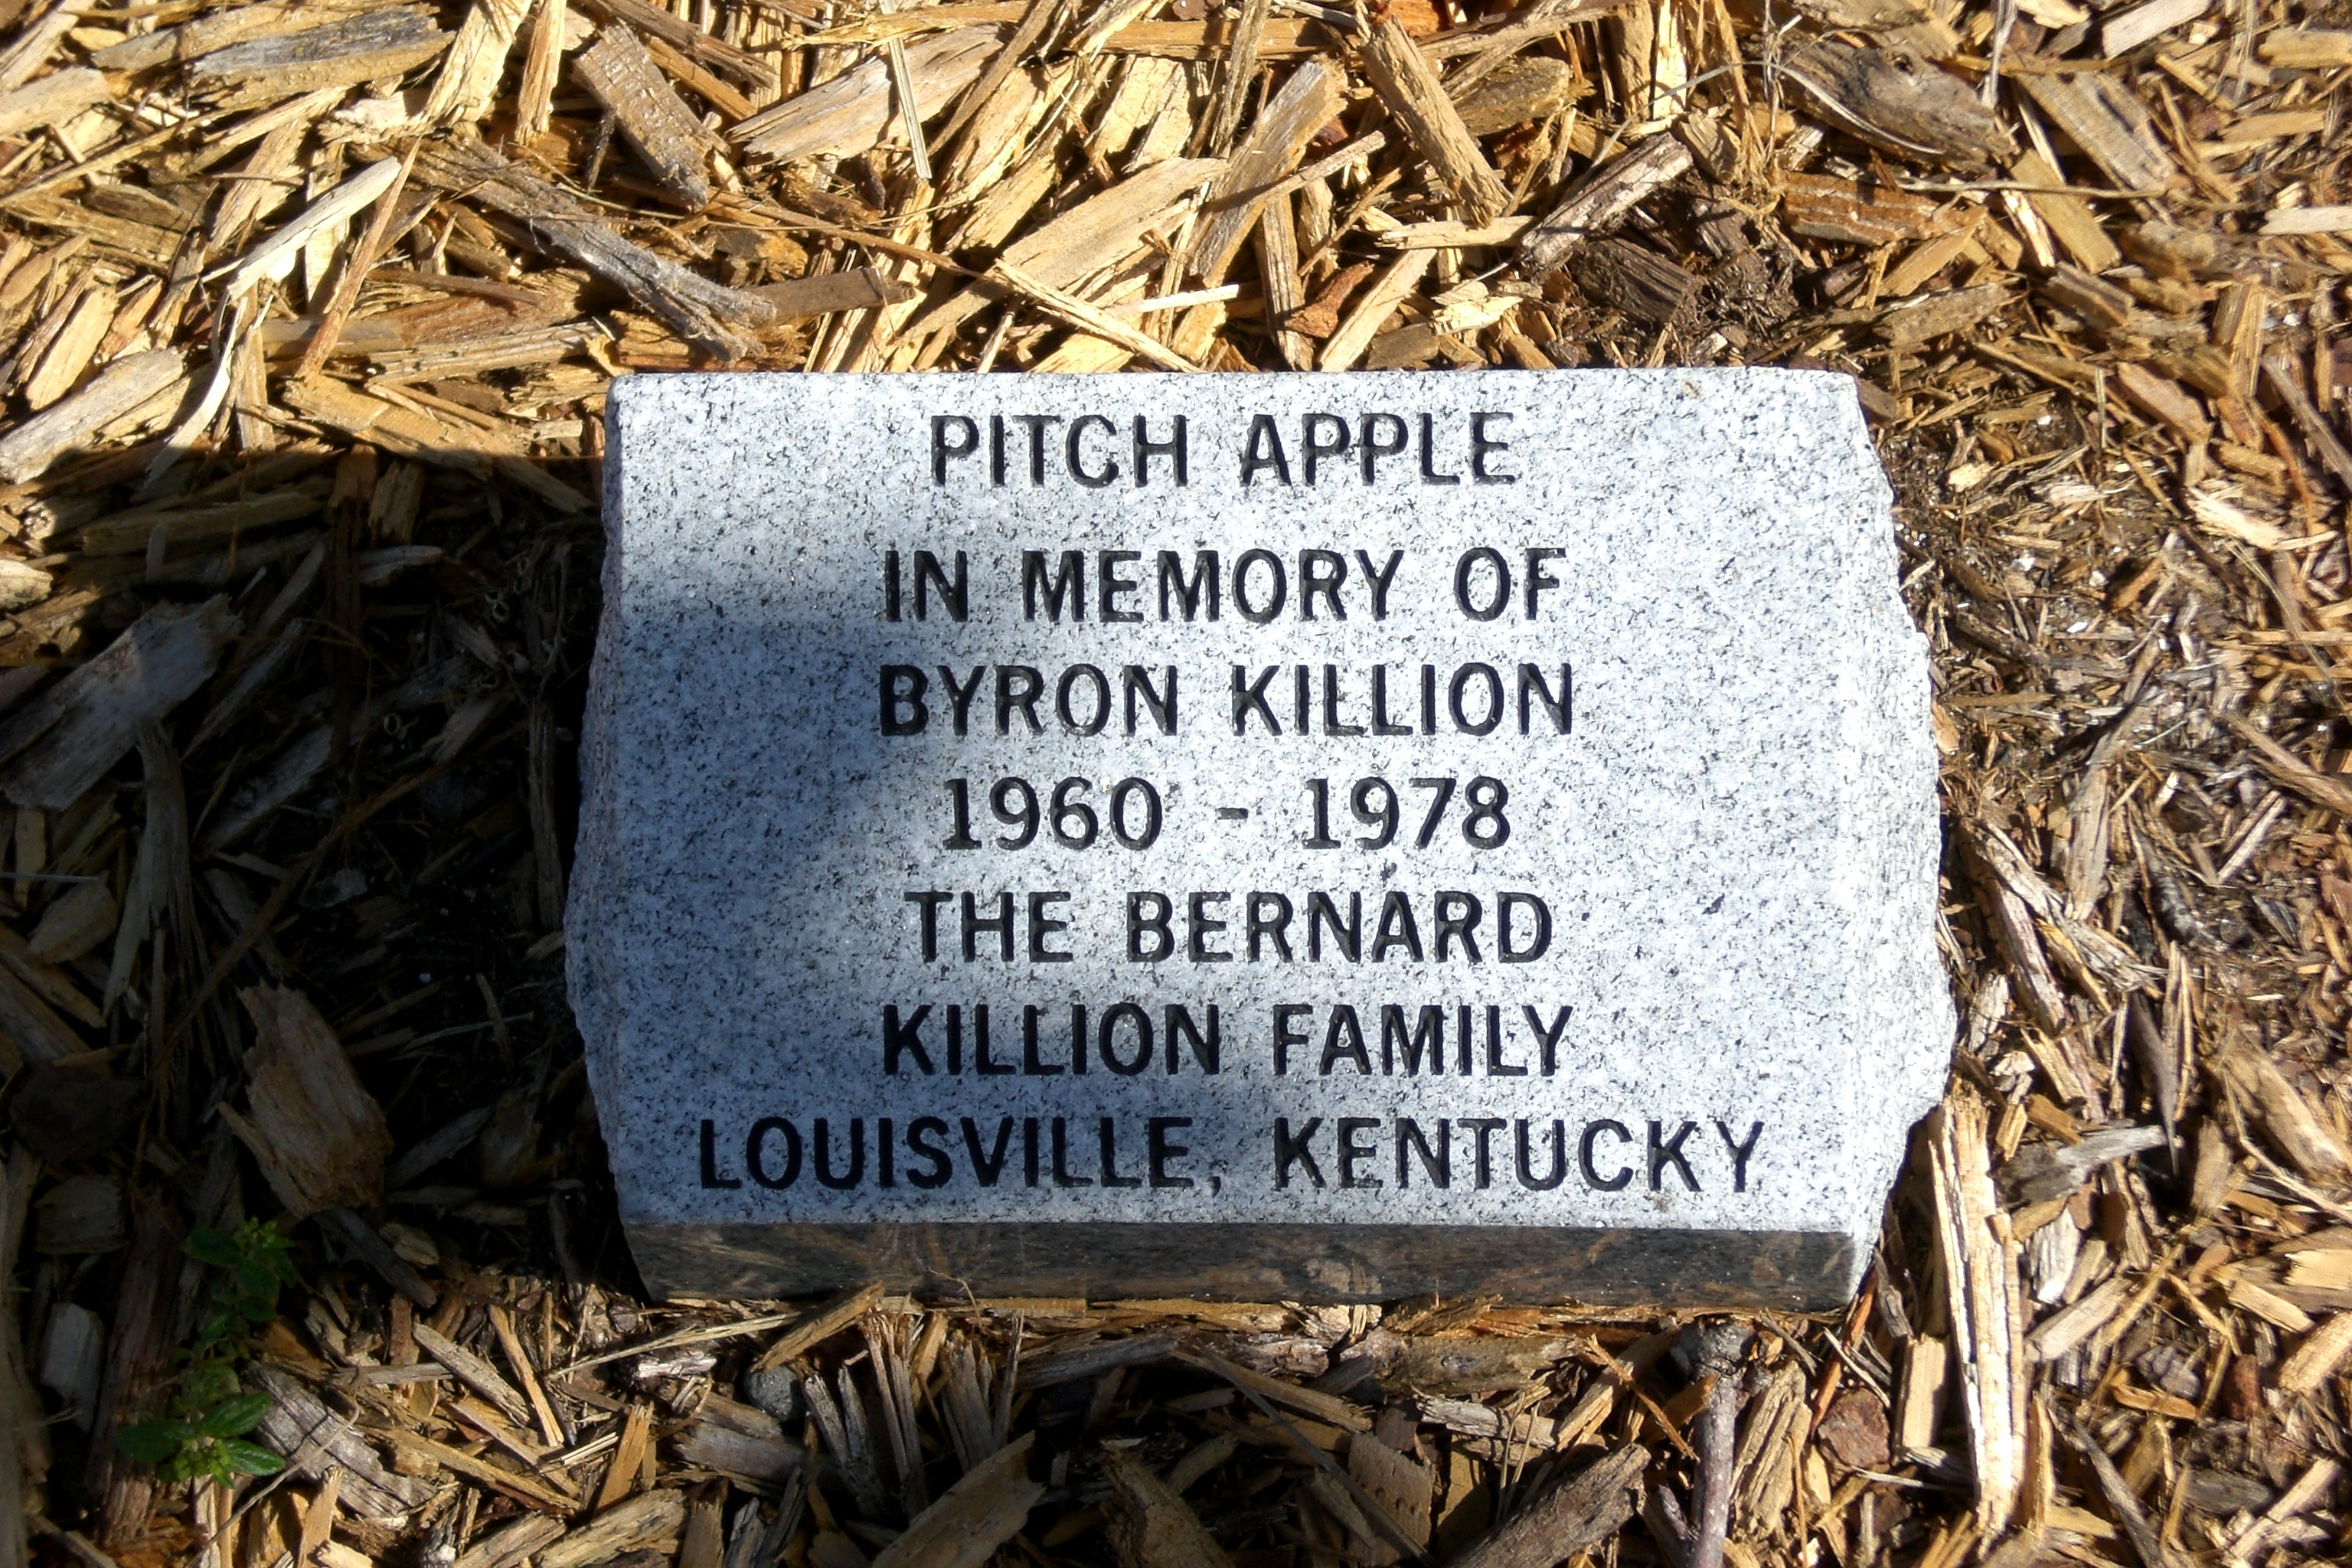 PITCH APPLE
IN MEMORY OF
BYRON KILLION
1960 - 1978
THE BERNARD
KILLION FAMILY
LOUISVILLE, KENTUCKY